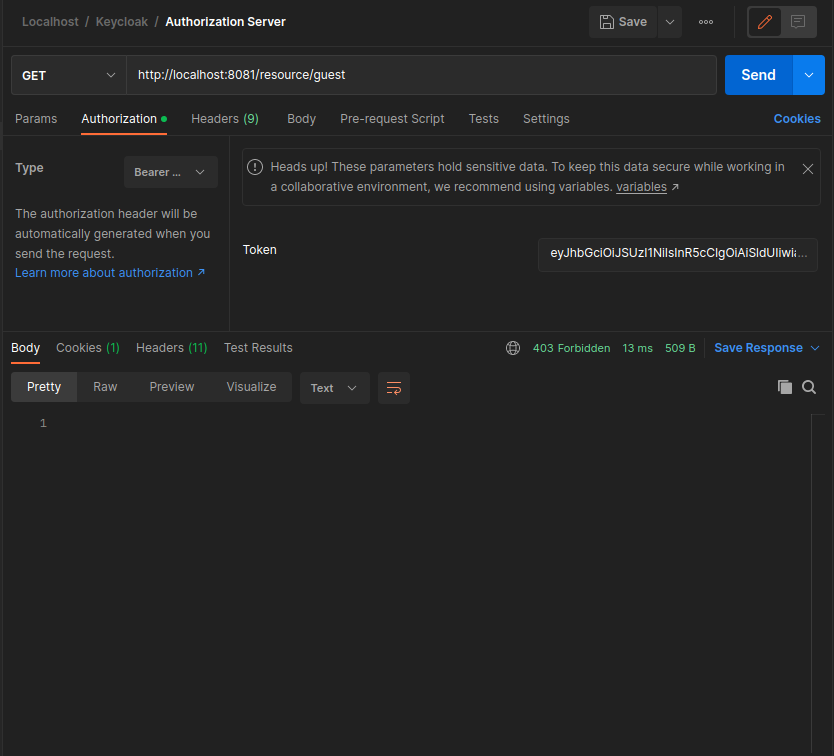 Localhost / Keycloak / Authorization Server
Save
GET
http://localhost:8081/resource/guest
Send
Params Authorization Headers (9) Body Pre-request Script Tests Settings Cookies
Type
Bearer ...
Heads up! These parameters hold sensitive data. To keep this data secure while working in
a collaborative environment, we recommend using variables. variables
The authorization header will be
automatically generated when you
send the request.
Learn more about authorization
Token
eyJhbGciOiJSUzI1NiIsInR5cCIgOiAiSldUIiwia...
Body Cookies (1) Headers (11) Test Results
403 Forbidden 13 ms 509 B Save Response
Pretty Raw Preview Visualize Text
1